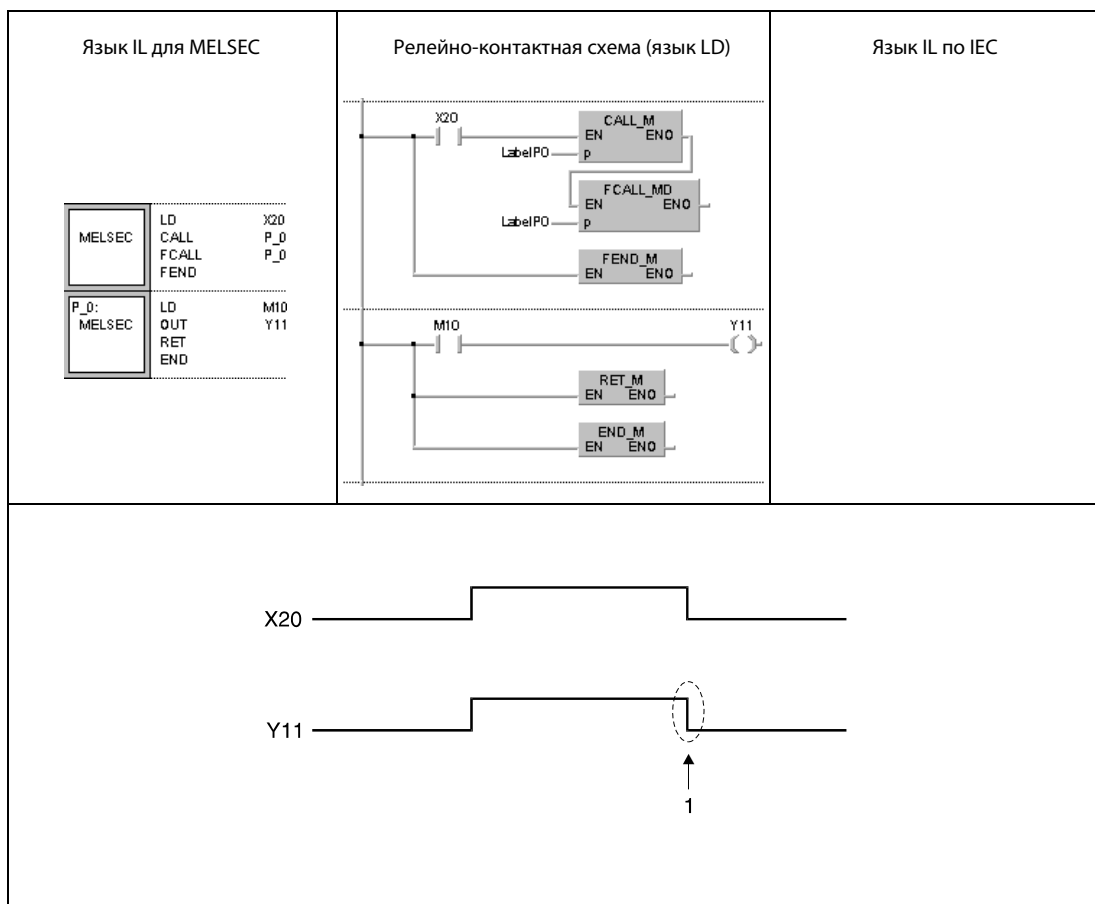 Язык IL для MELSEC
Релейно-контактная схема (язык LD)
Язык IL по IEC
MELSEC
LD X20
CALL P_0
FCALL P_0
FEND
P_0:
MELSEC
LD M10
OUT Y11
RET
END
X20
CALL_M
EN ENO
LabelP0 p
FCALL_MD
EN ENO
LabelP0 p
FEND_M
EN ENO
M10 Y11
RET_M
EN ENO
END_M
EN ENO
X20
Y11
1